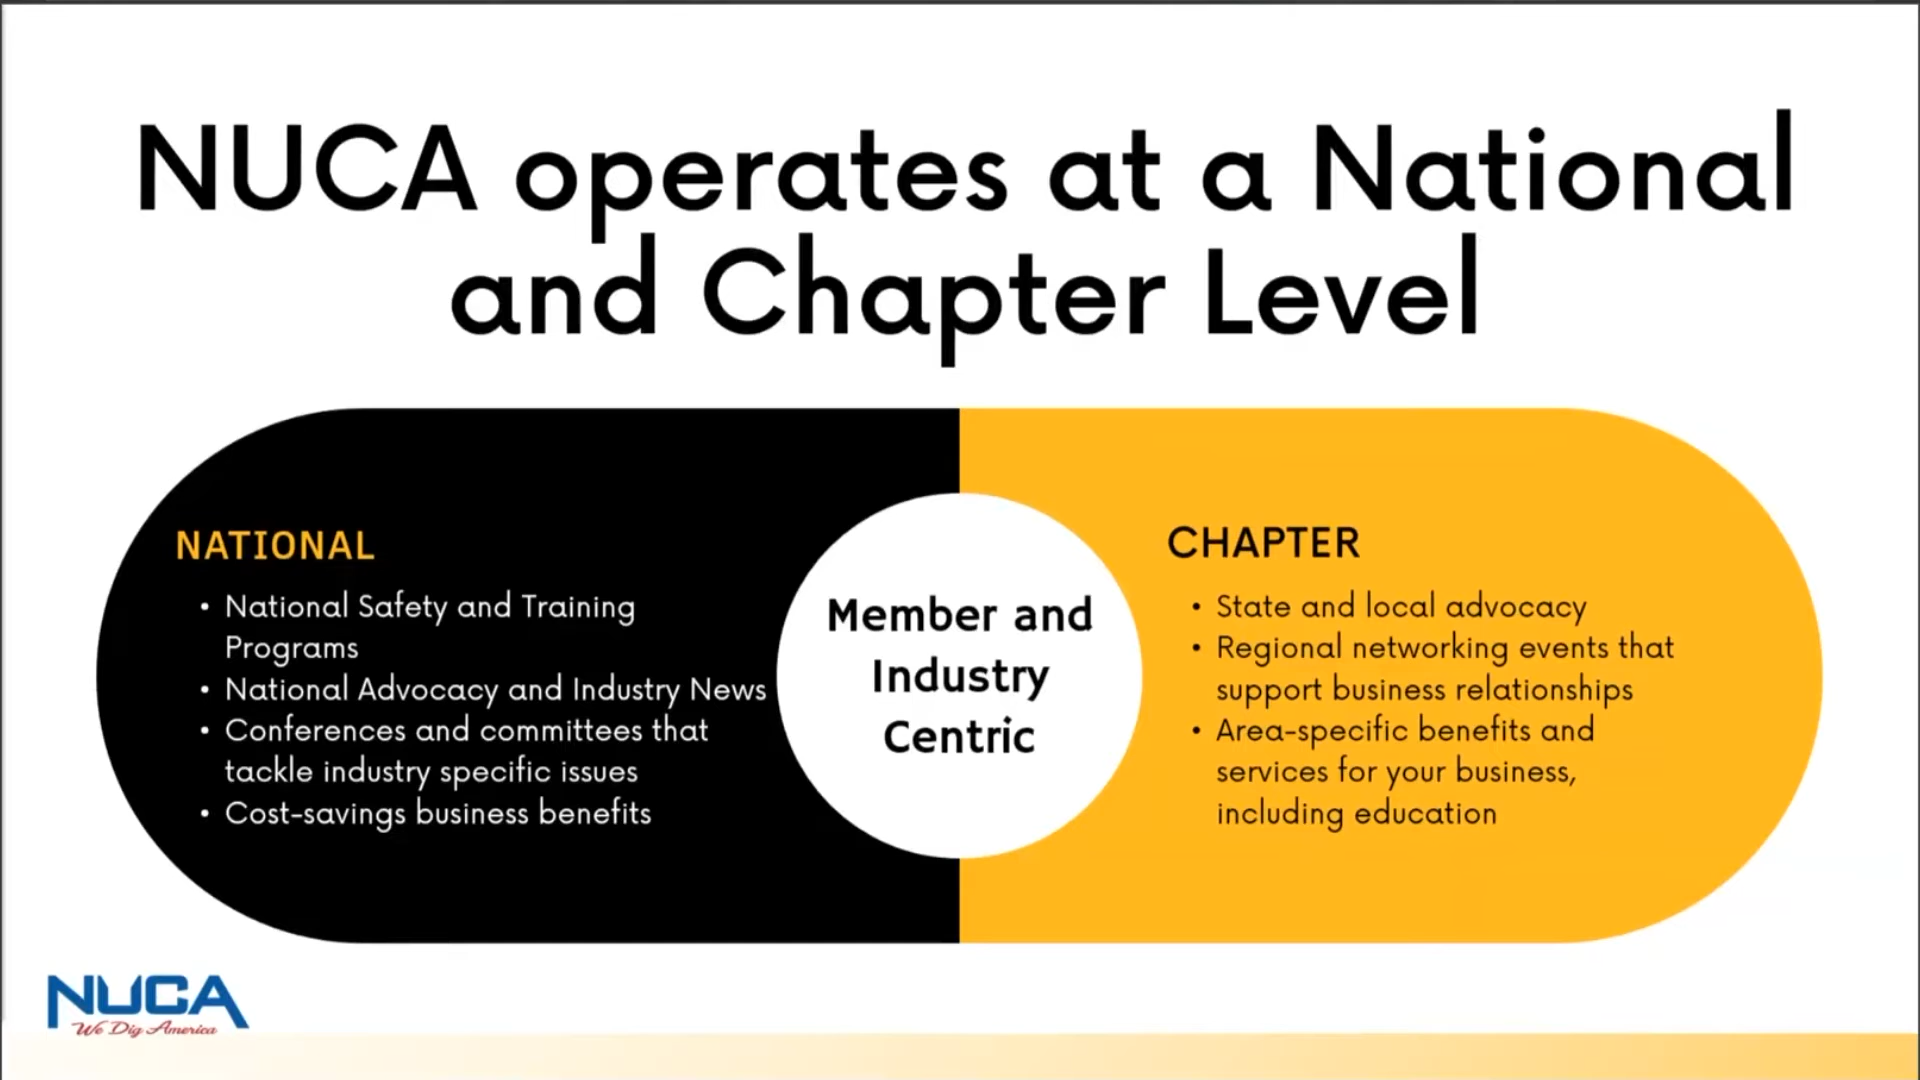 NUCA operates at a National
and Chapter Level
NATIONAL
• National Safety and Training
Programs
• National Advocacy and Industry News
• Conferences and committees that
tackle industry specific issues
• Cost-savings business benefits
Member and
Industry
Centric
CHAPTER
• State and local advocacy
• Regional networking events that
support business relationships
• Area-specific benefits and
services for your business,
including education
NUCA
We Dig America